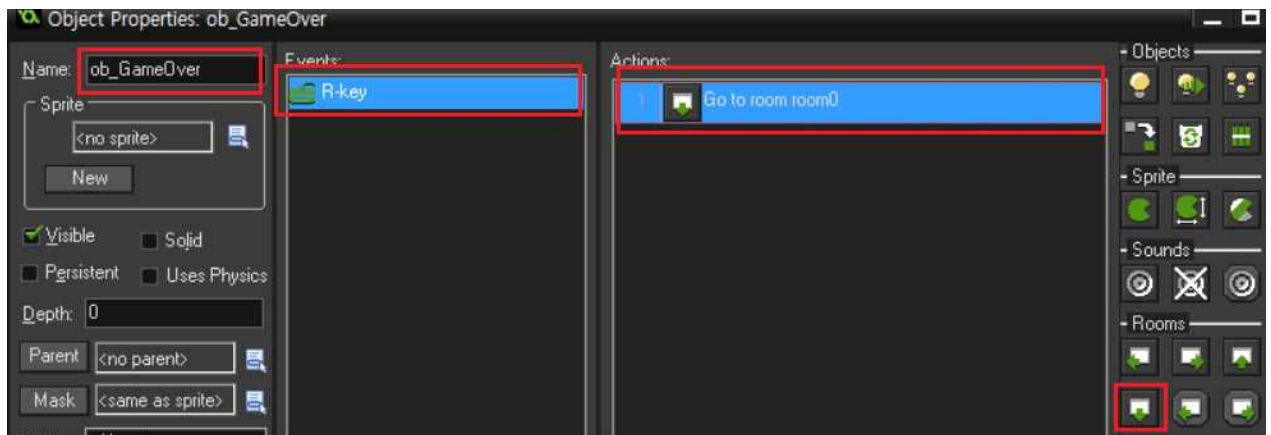 Object Properties: ob_GameOver
Name: ob_GameOver
Sprite
<no sprite>
New
Visible
Solid
Persistent
Uses Physics
Depth: 0
Parent <no parent>
Mask <same as sprite>
Events:
R-key
Actions:
1 Go to room room0
Objects
Sprite
Sounds
Rooms